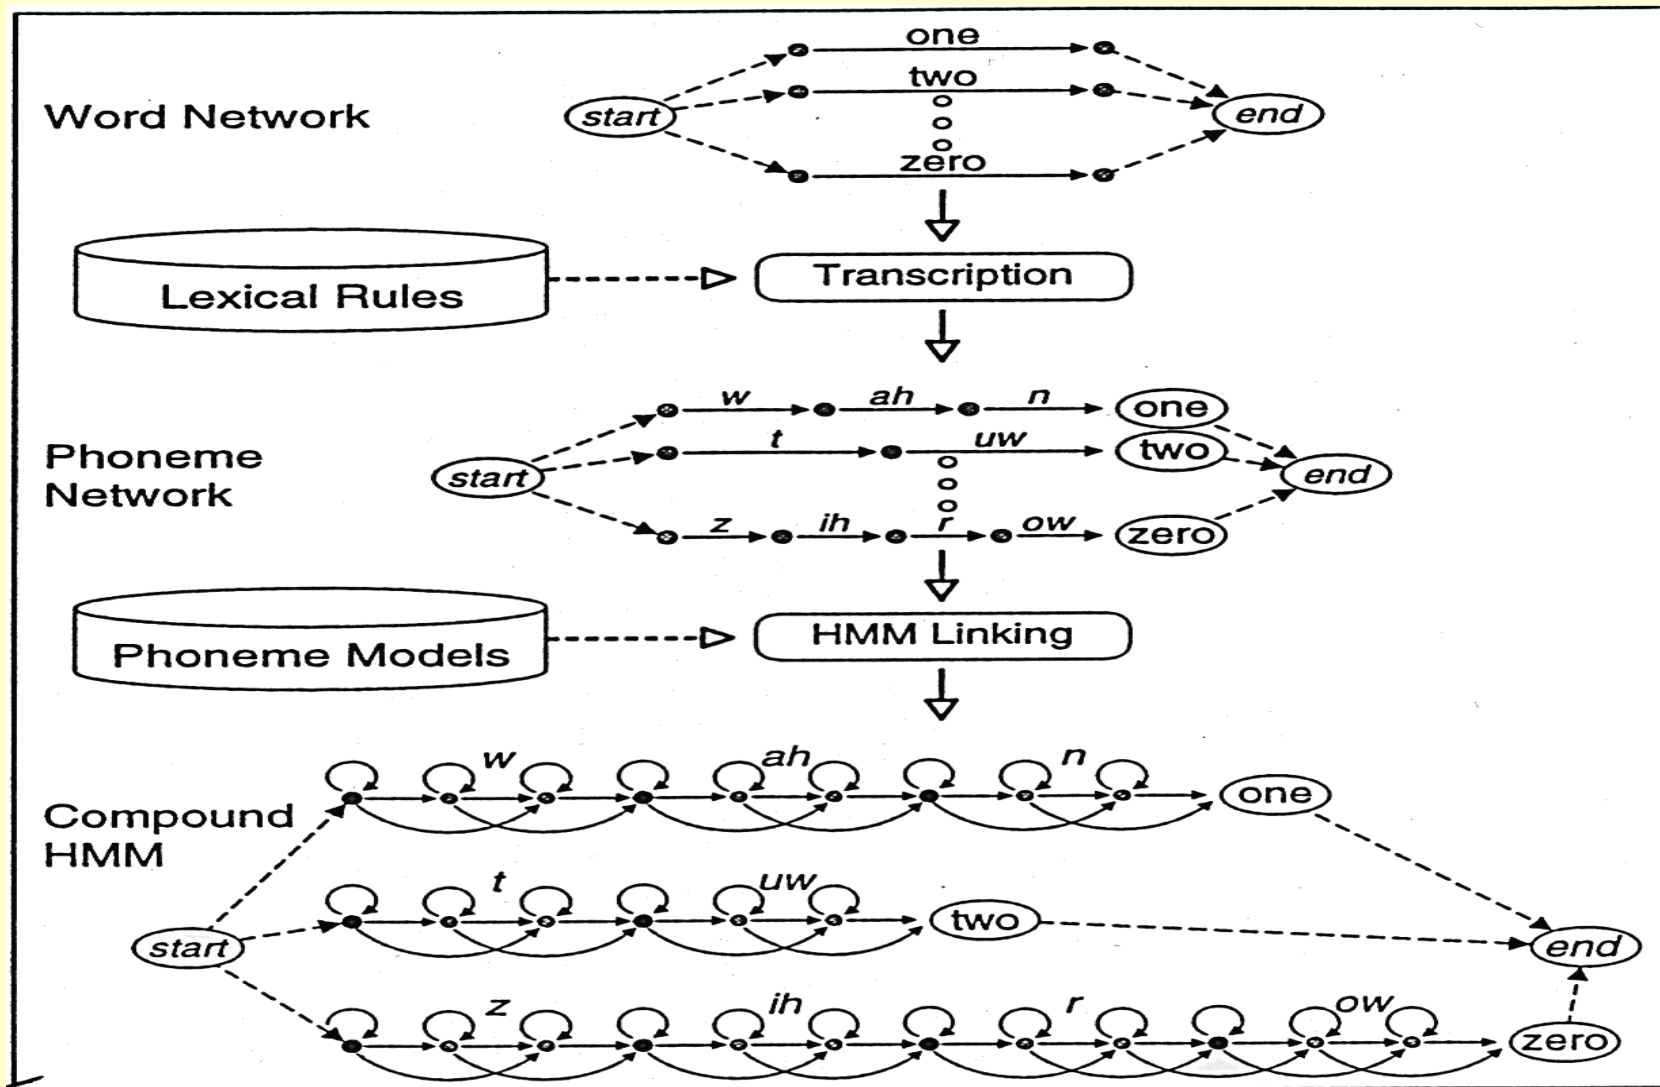 one
two
Word Network
start
end
zero
Lexical Rules
Transcription
w ah n one
t uw two
Phoneme
Network
start
end
z ih r ow zero
Phoneme Models
HMM Linking
w ah n
one
Compound
HMM
t uw
two
start
end
z ih r ow
zero